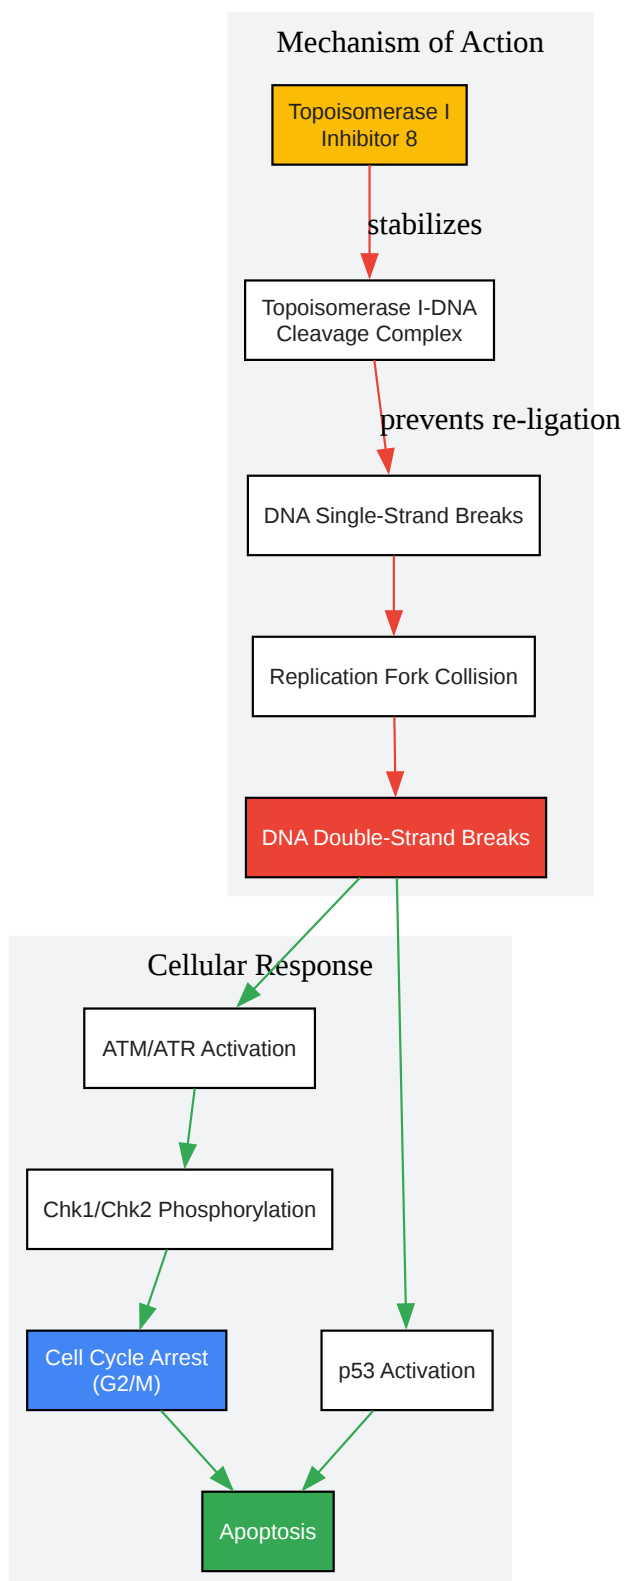 Mechanism of Action
Topoisomerase I
Inhibitor 8
stabilizes
Topoisomerase I-DNA
Cleavage Complex
prevents re-ligation
DNA Single-Strand Breaks
Replication Fork Collision
DNA Double-Strand Breaks
Cellular Response
ATM/ATR Activation
Chk1/Chk2 Phosphorylation
Cell Cycle Arrest
(G2/M)
p53 Activation
Apoptosis